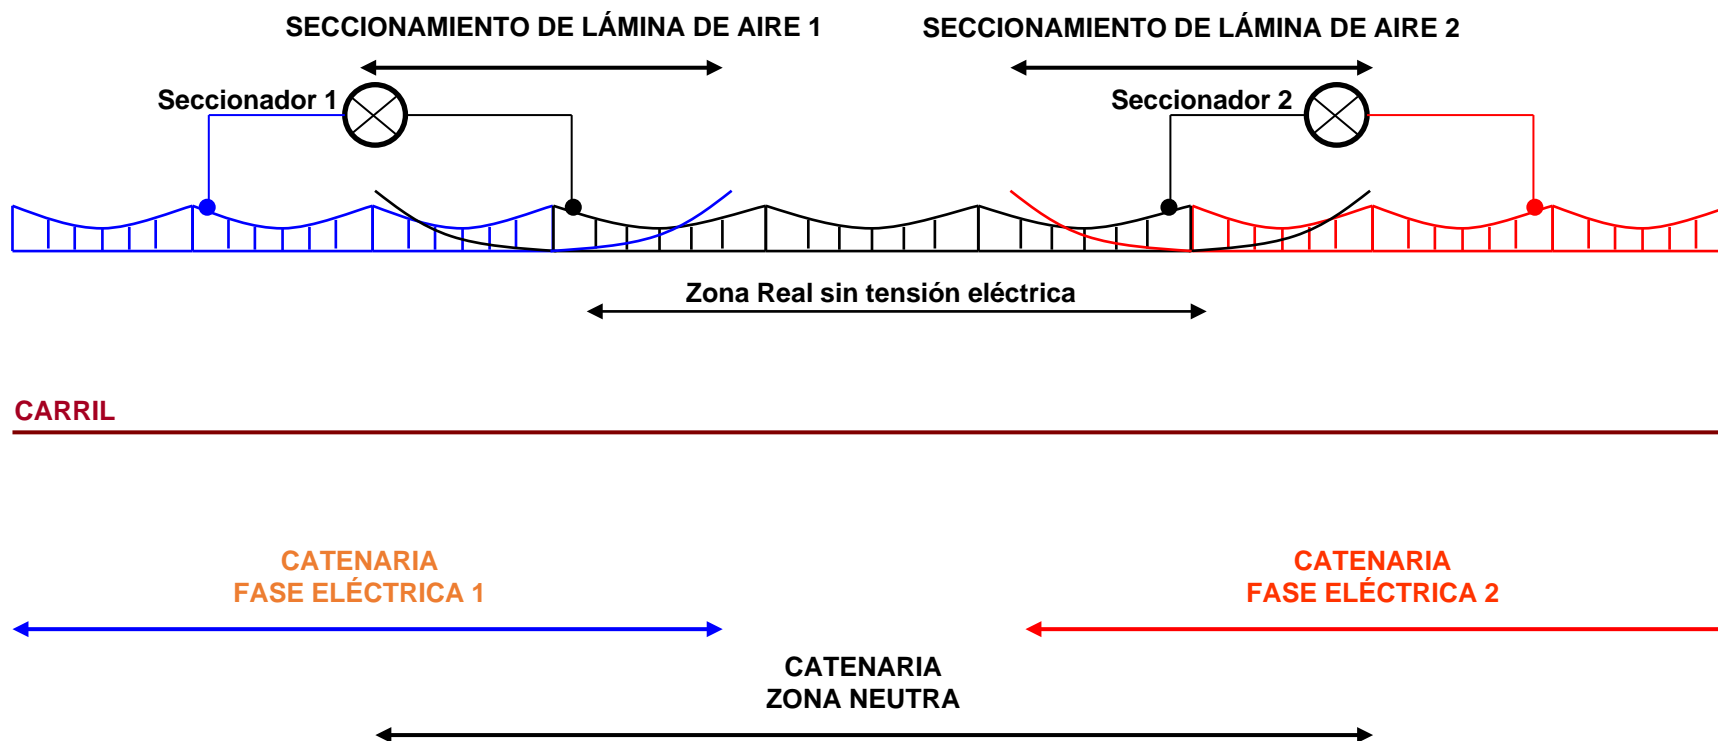 SECCIONAMIENTO DE LÁMINA DE AIRE 1
SECCIONAMIENTO DE LÁMINA DE AIRE 2
Seccionador 1
Seccionador 2
Zona Real sin tensión eléctrica
CARRIL
CATENARIA
FASE ELÉCTRICA 1
CATENARIA
FASE ELÉCTRICA 2
CATENARIA
ZONA NEUTRA